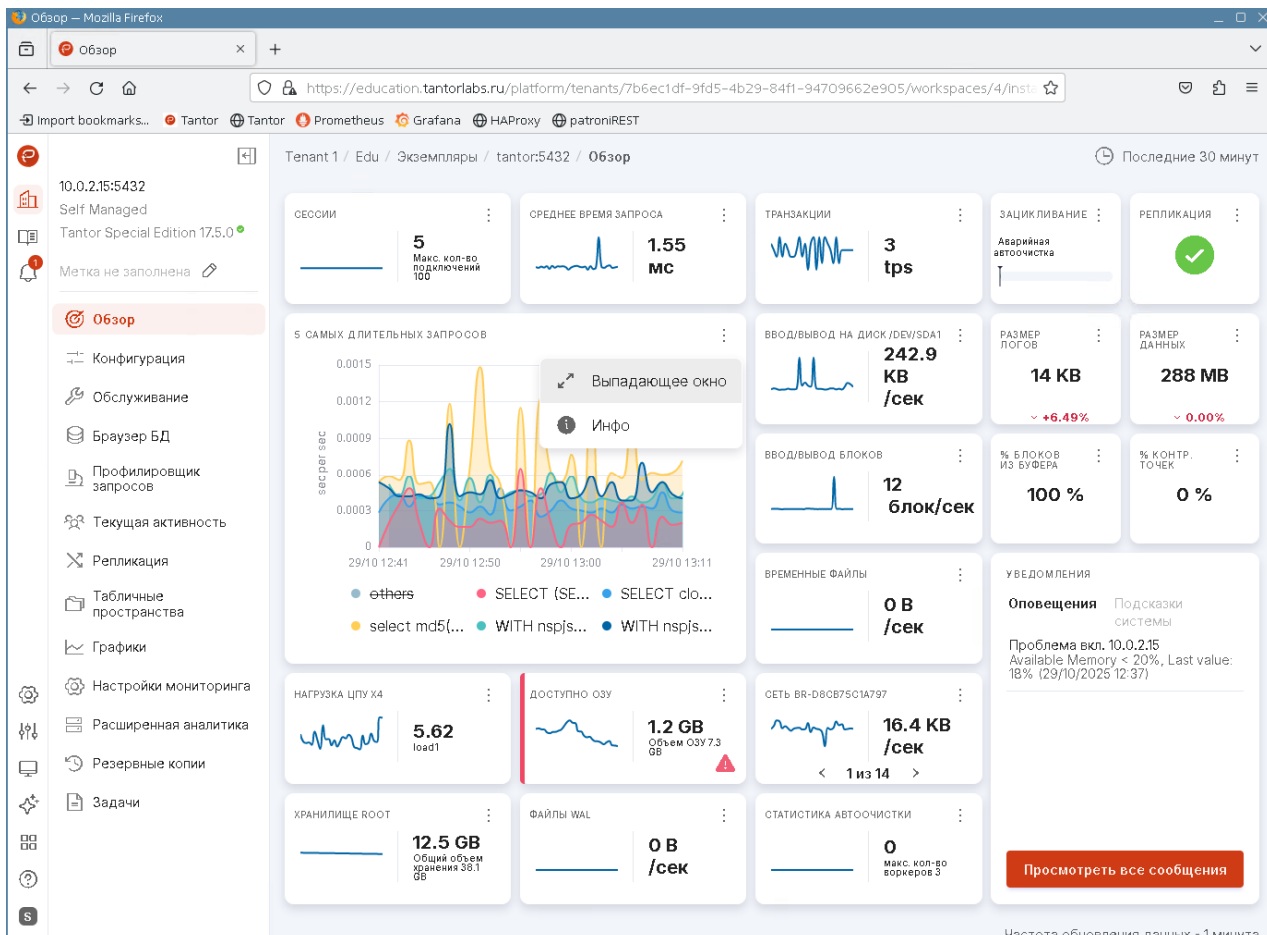 Обзор — Mozilla Firefox
Обзор
https://education.tantorlabs.ru/platform/tenants/7b6ec1df-9fd5-4b29-84f1-94709662e905/workspaces/4/insta
Import bookmarks... Tantor Tantor Prometheus Grafana HAProxy patroniREST
Tenant 1 / Edu / Экземпляры / tantor:5432 / Обзор
Последние 30 минут
10.0.2.15:5432
Self Managed
Tantor Special Edition 17.5.0
1
Метка не заполнена
Обзор
Конфигурация
Обслуживание
Браузер БД
Профилировщик
запросов
Текущая активность
Репликация
Табличные
пространства
Графики
Настройки мониторинга
Расширенная аналитика
Резервные копии
Задачи
S
СЕССИИ
5
Макс. кол-во
подключений
100
СРЕДНЕЕ ВРЕМЯ ЗАПРОСА
1.55
мс
ТРАНЗАКЦИИ
3
tps
ЗАЦИКЛИВАНИЕ
Аварийная
автоочистка
РЕПЛИКАЦИЯ
5 САМЫХ ДЛИТЕЛЬНЫХ ЗАПРОСОВ
Выпадающее окно
Инфо
0.0015
0.0012
0.0009
0.0006
0.0003
0
sec per sec
29/10 12:41 29/10 12:50 29/10 13:00 29/10 13:11
others SELECT (SE... SELECT clo...
select md5(... WITH nspjs... WITH nspjs...
ВВОД/ВЫВОД НА ДИСК /DEV/SDA1
242.9
KB
/сек
РАЗМЕР
ЛОГОВ
14 KB
+6.49%
РАЗМЕР
ДАННЫХ
288 MB
0.00%
ВВОД/ВЫВОД БЛОКОВ
12
блок/сек
% БЛОКОВ
ИЗ БУФЕРА
100 %
% КОНТР.
ТОЧЕК
0 %
ВРЕМЕННЫЕ ФАЙЛЫ
0 B
/сек
УВЕДОМЛЕНИЯ
Оповещения Подсказки
системы
Проблема вкл. 10.0.2.15
Available Memory < 20%, Last value:
18% (29/10/2025 12:37)
Просмотреть все сообщения
НАГРУЗКА ЦПУ X4
5.62
load1
ДОСТУПНО ОЗУ
1.2 GB
Объем ОЗУ 7.3
GB
СЕТЬ BR-D8CB75C1A797
16.4 KB
/сек
1 из 14
ХРАНИЛИЩЕ ROOT
12.5 GB
Общий объем
хранения 38.1
GB
ФАЙЛЫ WAL
0 B
/сек
СТАТИСТИКА АВТООЧИСТКИ
0
макс. кол-во
воркеров 3
Частота обновления данных - 1 минута